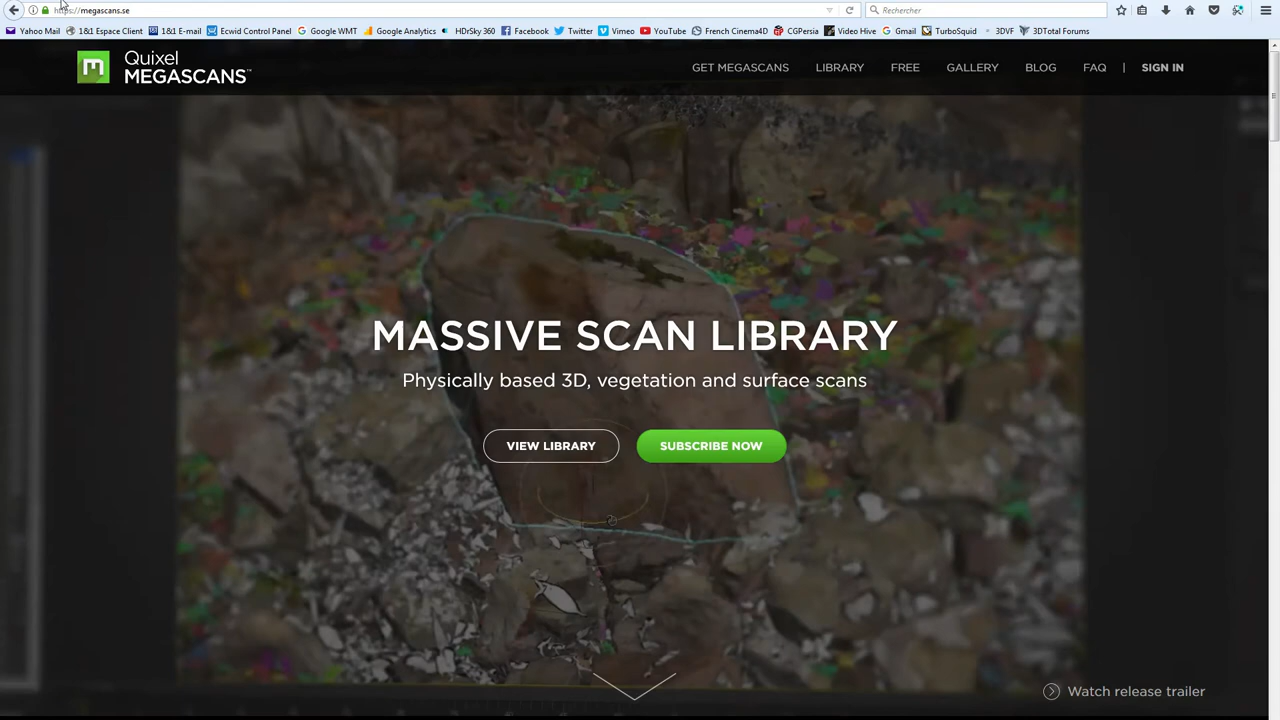 https://megascans.se
Rechercher
Yahoo Mail 1&1 Espace Client 1&1 E-mail Ecwid Control Panel Google WMT Google Analytics HDrSky 360 Facebook Twitter Vimeo YouTube French Cinema4D CGPersia Video Hive Gmail TurboSquid 3DVF 3DTotal Forums
Quixel
MEGASCANS™
GET MEGASCANS LIBRARY FREE GALLERY BLOG FAQ | SIGN IN
MASSIVE SCAN LIBRARY
Physically based 3D, vegetation and surface scans
VIEW LIBRARY SUBSCRIBE NOW
Watch release trailer